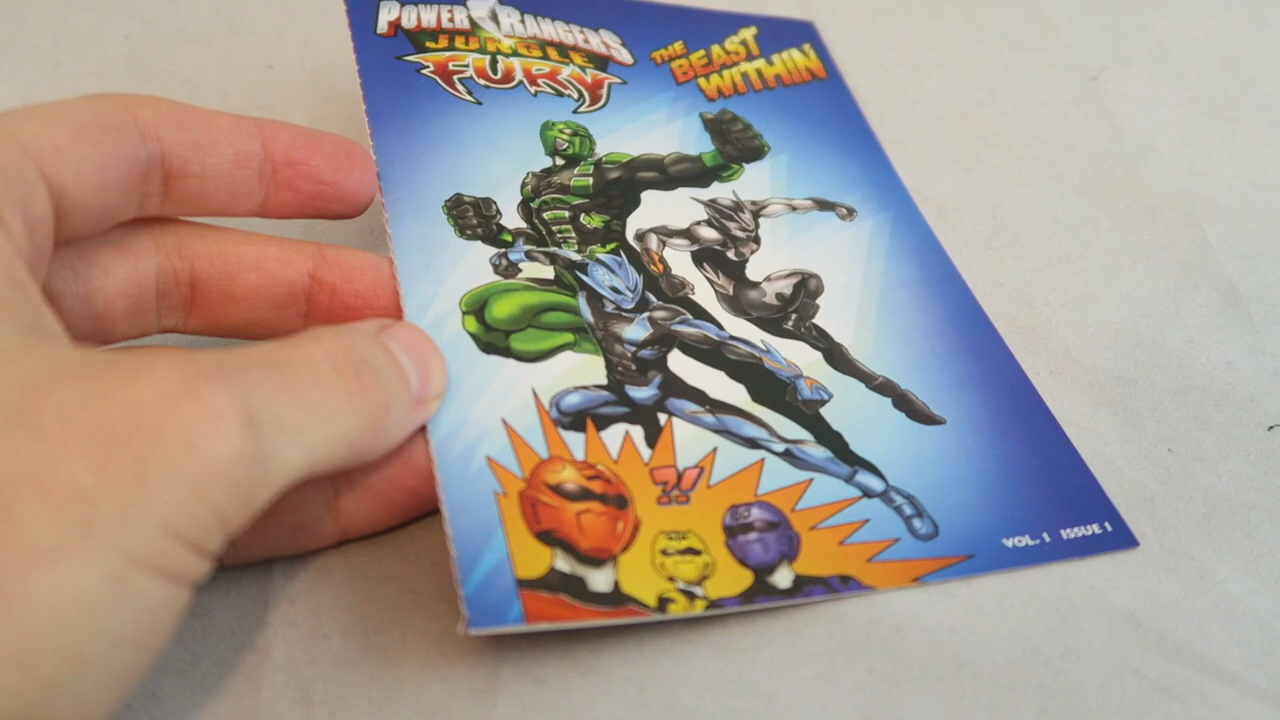 POWER RANGERS
JUNGLE
FURY
THE
BEAST
WITHIN
?!
VOL. 1 ISSUE 1